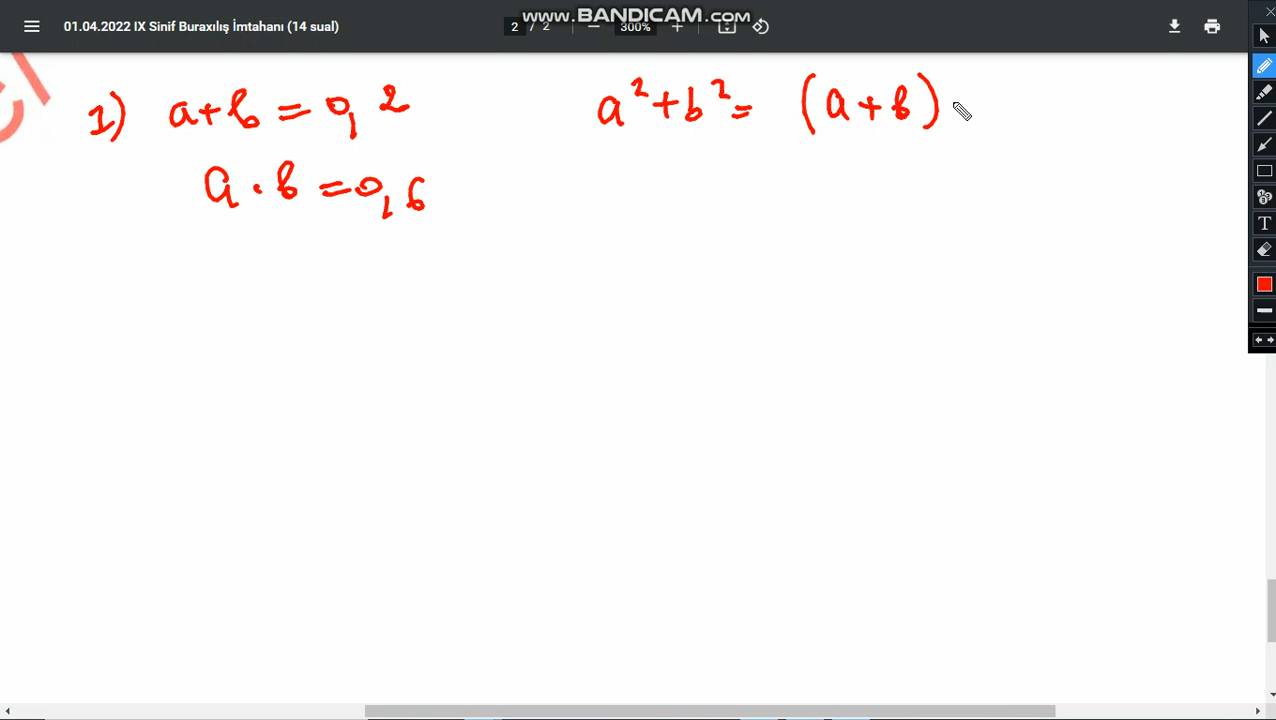 www.BANDICAM.com
01.04.2022 IX Sinif Buraxılış İmtahanı (14 sual) 2 / 2 — 300% +
1) a+b = 0,2 a²+b² = (a+b)
a · b = 0,6
T